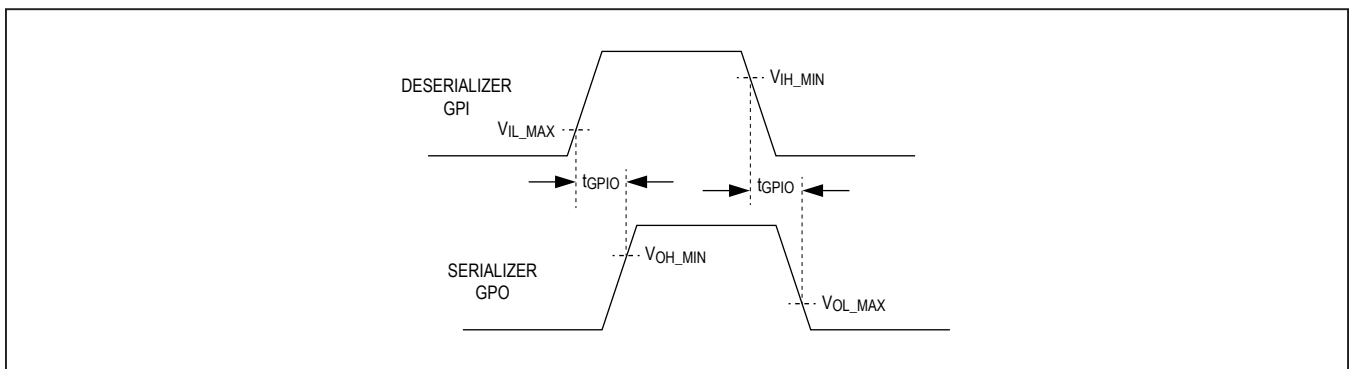 DESERIALIZER
GPI
VIH_MIN
VIL_MAX
tGPIO
tGPIO
SERIALIZER
GPO
VOH_MIN
VOL_MAX